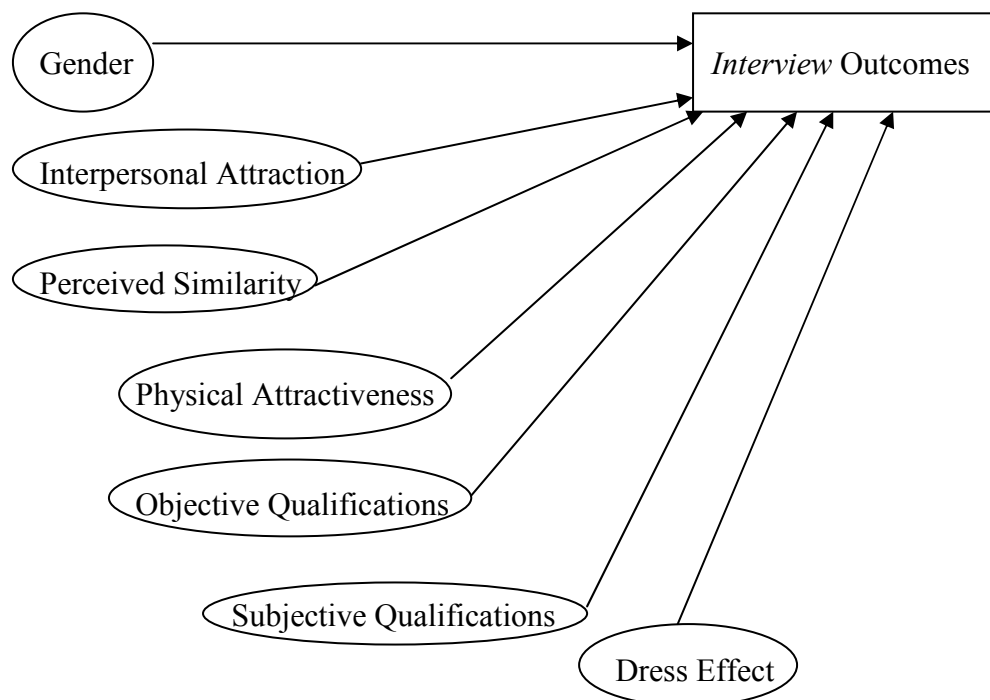 Gender
Interview Outcomes
Interpersonal Attraction
Perceived Similarity
Physical Attractiveness
Objective Qualifications
Subjective Qualifications
Dress Effect